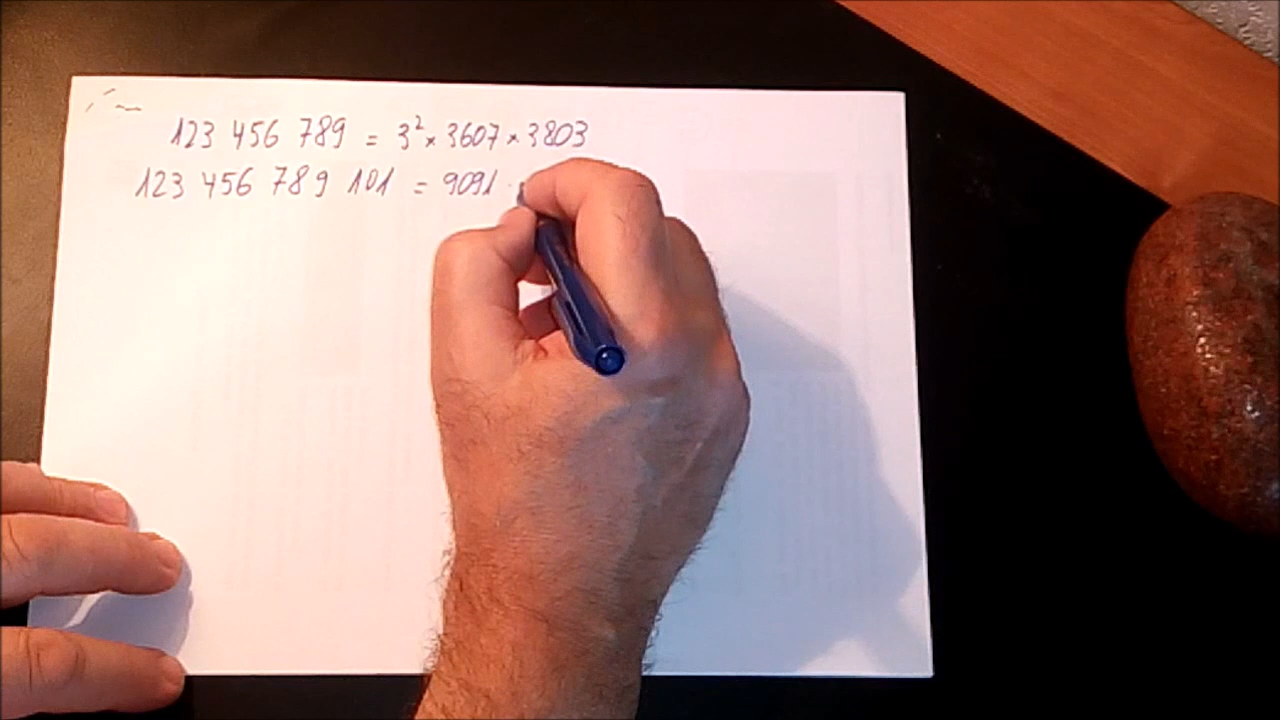 123 456 789 = 3² × 3607 × 3803
123 456 789 101 = 9091